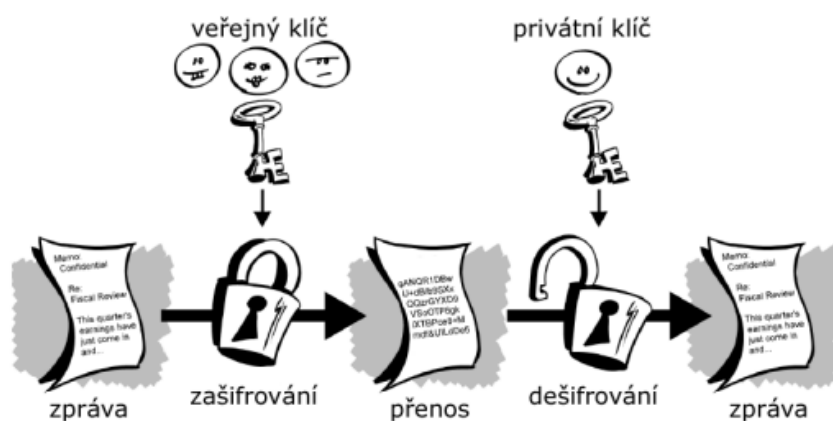 veřejný klíč
privátní klíč
Memo:
Confidential
Re:
Fiscal Review
This quarter's
earnings have
just come in
and...
Memo:
Confidential
Re:
Fiscal Review
This quarter's
earnings have
just come in
and...
zpráva
zašifrování
přenos
dešifrování
zpráva